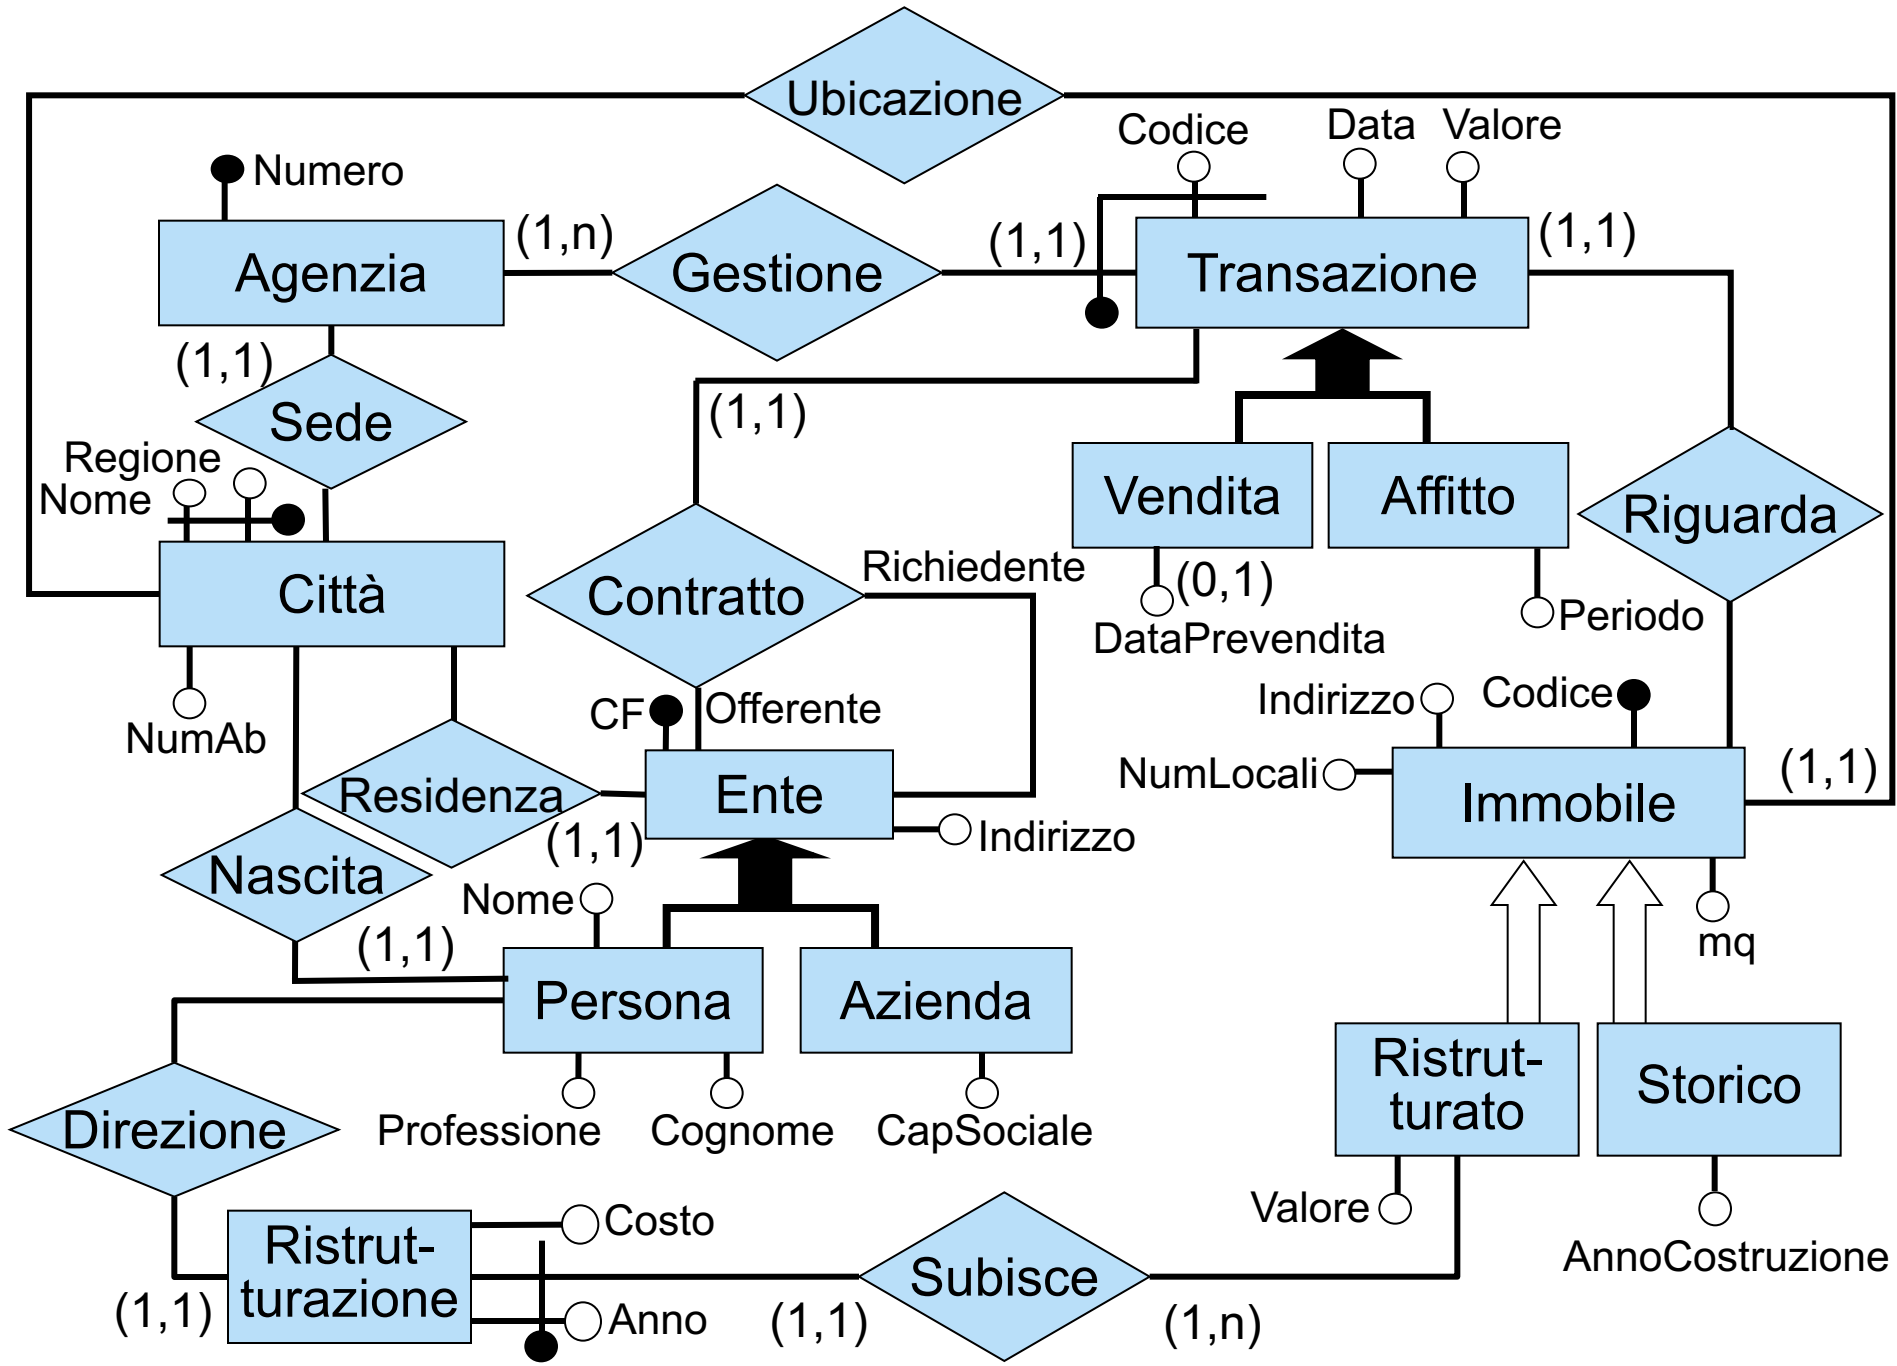 Ubicazione
Codice
Data
Valore
Numero
(1,n)
(1,1)
(1,1)
Agenzia
Gestione
Transazione
(1,1)
Sede
(1,1)
Regione
Nome
Vendita
Affitto
Riguarda
Richiedente
(0,1)
Città
Contratto
Periodo
DataPrevendita
NumAb
CF
Offerente
Indirizzo
Codice
NumLocali
(1,1)
Residenza
Ente
Immobile
(1,1)
Indirizzo
Nascita
Nome
(1,1)
mq
Persona
Azienda
Ristrut-
turato
Storico
Direzione
Professione
Cognome
CapSociale
Valore
Costo
AnnoCostruzione
Ristrut-
turazione
Subisce
(1,1)
Anno
(1,1)
(1,n)